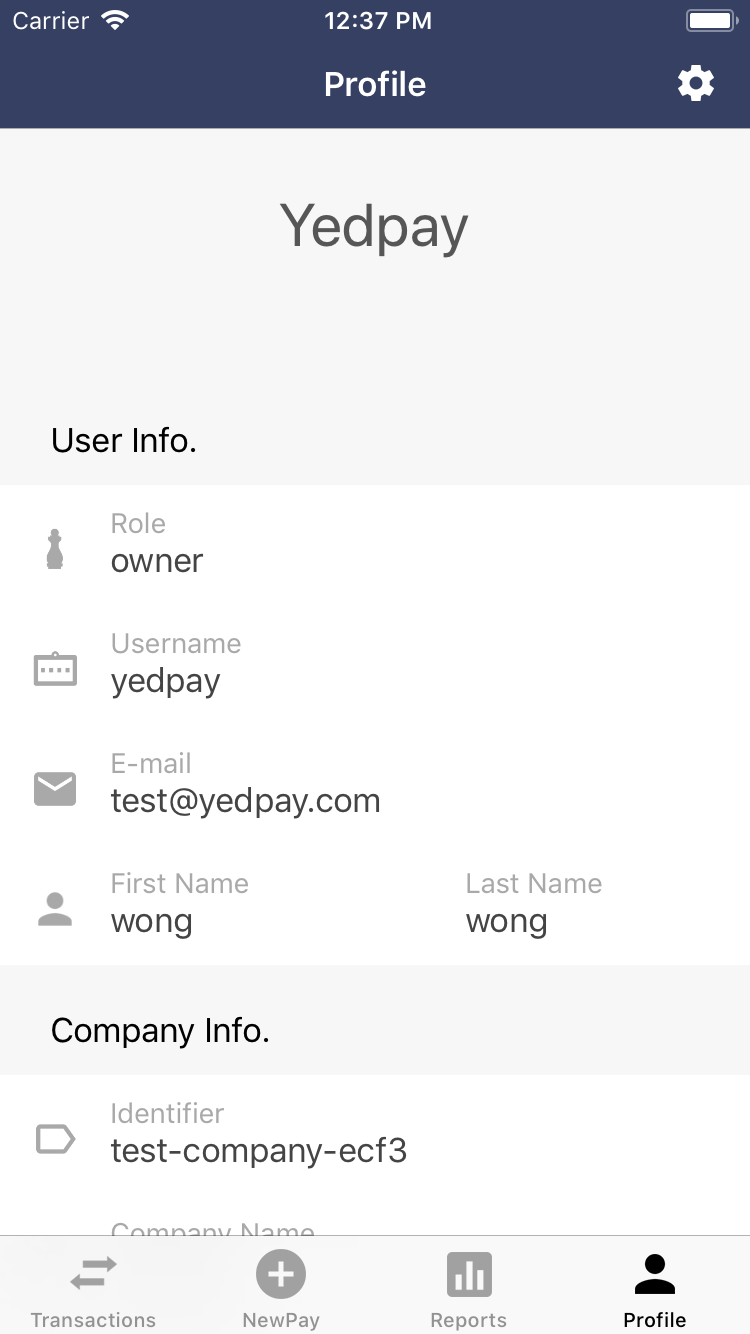 Carrier 12:37 PM
Profile
Yedpay
User Info.
Role
owner
Username
yedpay
E-mail
test@yedpay.com
First Name Last Name
wong wong
Company Info.
Identifier
test-company-ecf3
Company Name
Transactions NewPay Reports Profile